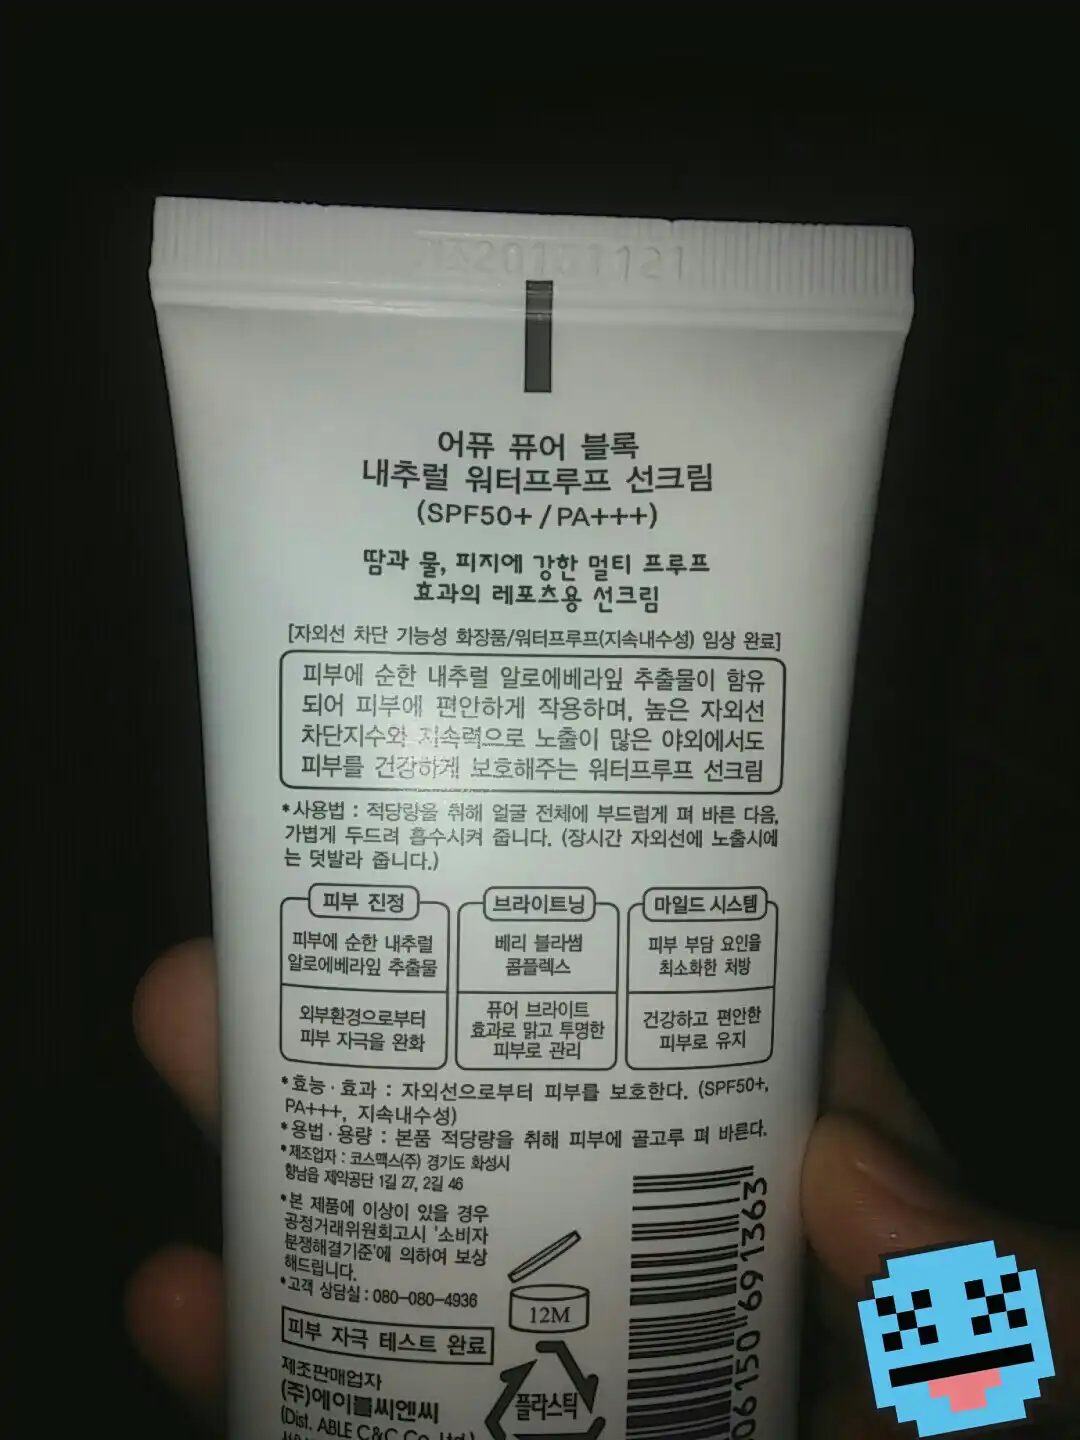 20161121
어퓨 퓨어 블록
내추럴 워터프루프 선크림
(SPF50+ / PA+++)
땀과 물, 피지에 강한 멀티 프루프
효과의 레포츠용 선크림
[자외선 차단 기능성 화장품/워터프루프(지속내수성) 임상 완료]
피부에 순한 내추럴 알로에베라잎 추출물이 함유
되어 피부에 편안하게 작용하며, 높은 자외선
차단지수와 지속력으로 노출이 많은 야외에서도
피부를 건강하게 보호해주는 워터프루프 선크림
*사용법 : 적당량을 취해 얼굴 전체에 부드럽게 펴 바른 다음,
가볍게 두드려 흡수시켜 줍니다. (장시간 자외선에 노출시에
는 덧발라 줍니다.)
피부 진정
피부에 순한 내추럴
알로에베라잎 추출물
외부환경으로부터
피부 자극을 완화
브라이트닝
베리 블라썸
콤플렉스
퓨어 브라이트
효과로 맑고 투명한
피부로 관리
마일드 시스템
피부 부담 요인을
최소화한 처방
건강하고 편안한
피부로 유지
*효능·효과 : 자외선으로부터 피부를 보호한다. (SPF50+,
PA+++, 지속내수성)
*용법·용량 : 본품 적당량을 취해 피부에 골고루 펴 바른다.
*제조업자 : 코스맥스(주) 경기도 화성시
향남읍 제약공단 1길 27, 2길 46
*본 제품에 이상이 있을 경우
공정거래위원회고시 '소비자
분쟁해결기준'에 의하여 보상
해드립니다.
*고객 상담실 : 080-080-4936
피부 자극 테스트 완료
제조판매업자
(주)에이블씨엔씨
(Dist. ABLE C&C Co., Ltd.)
12M
플라스틱
06150 691363